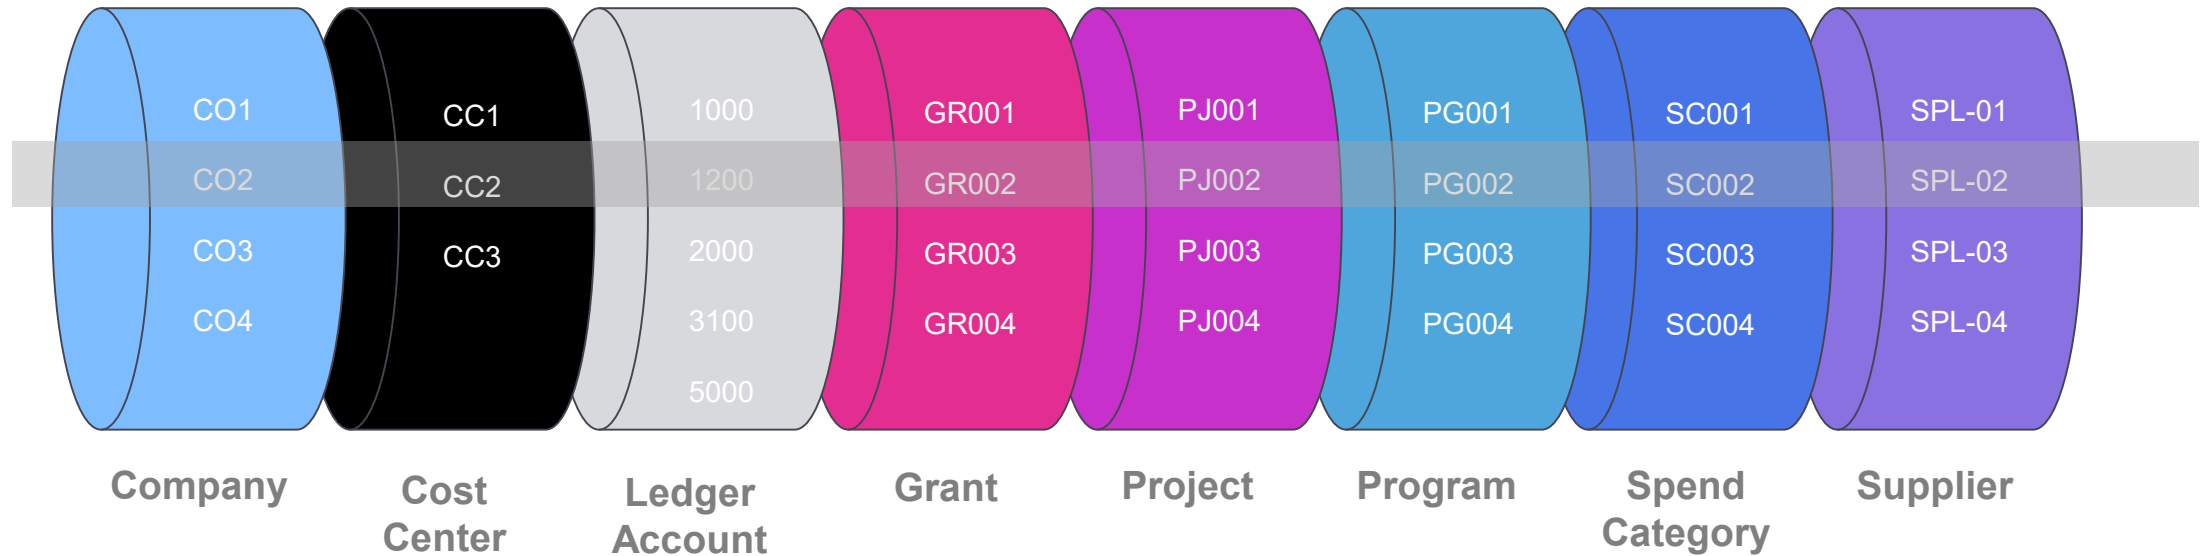 CO1 CC1 1000 GR001 PJ001 PG001 SC001 SPL-01
CO2 CC2 1200 GR002 PJ002 PG002 SC002 SPL-02
CO3 CC3 2000 GR003 PJ003 PG003 SC003 SPL-03
CO4 3100 GR004 PJ004 PG004 SC004 SPL-04
5000
Company Cost Ledger Grant Project Program Spend Supplier
Center Account Category